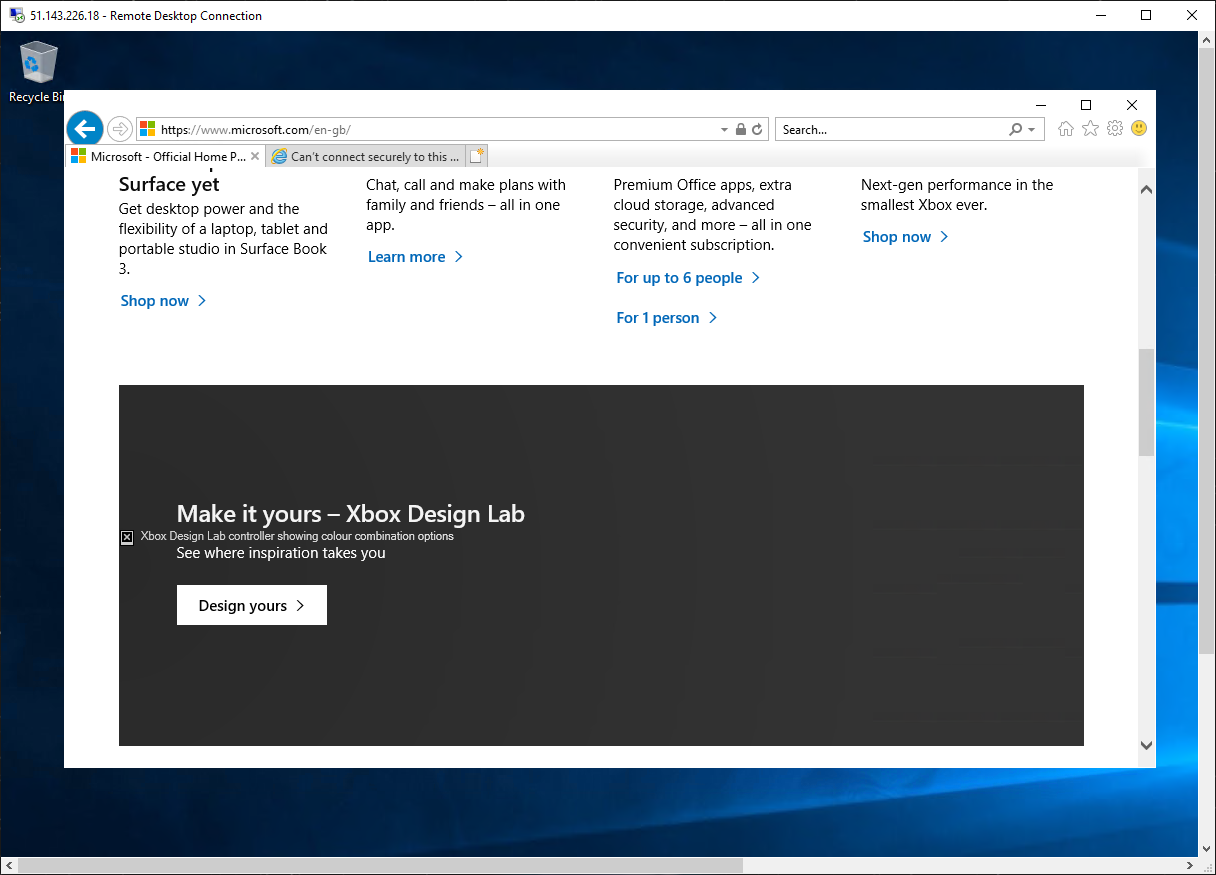 51.143.226.18 - Remote Desktop Connection
Recycle Bi
https://www.microsoft.com/en-gb/
Search...
Microsoft - Official Home P...
Can't connect securely to this ...
Surface yet
Get desktop power and the
flexibility of a laptop, tablet and
portable studio in Surface Book
3.
Shop now
Chat, call and make plans with
family and friends – all in one
app.
Learn more
Premium Office apps, extra
cloud storage, advanced
security, and more – all in one
convenient subscription.
For up to 6 people
For 1 person
Next-gen performance in the
smallest Xbox ever.
Shop now
Make it yours – Xbox Design Lab
Xbox Design Lab controller showing colour combination options
See where inspiration takes you
Design yours